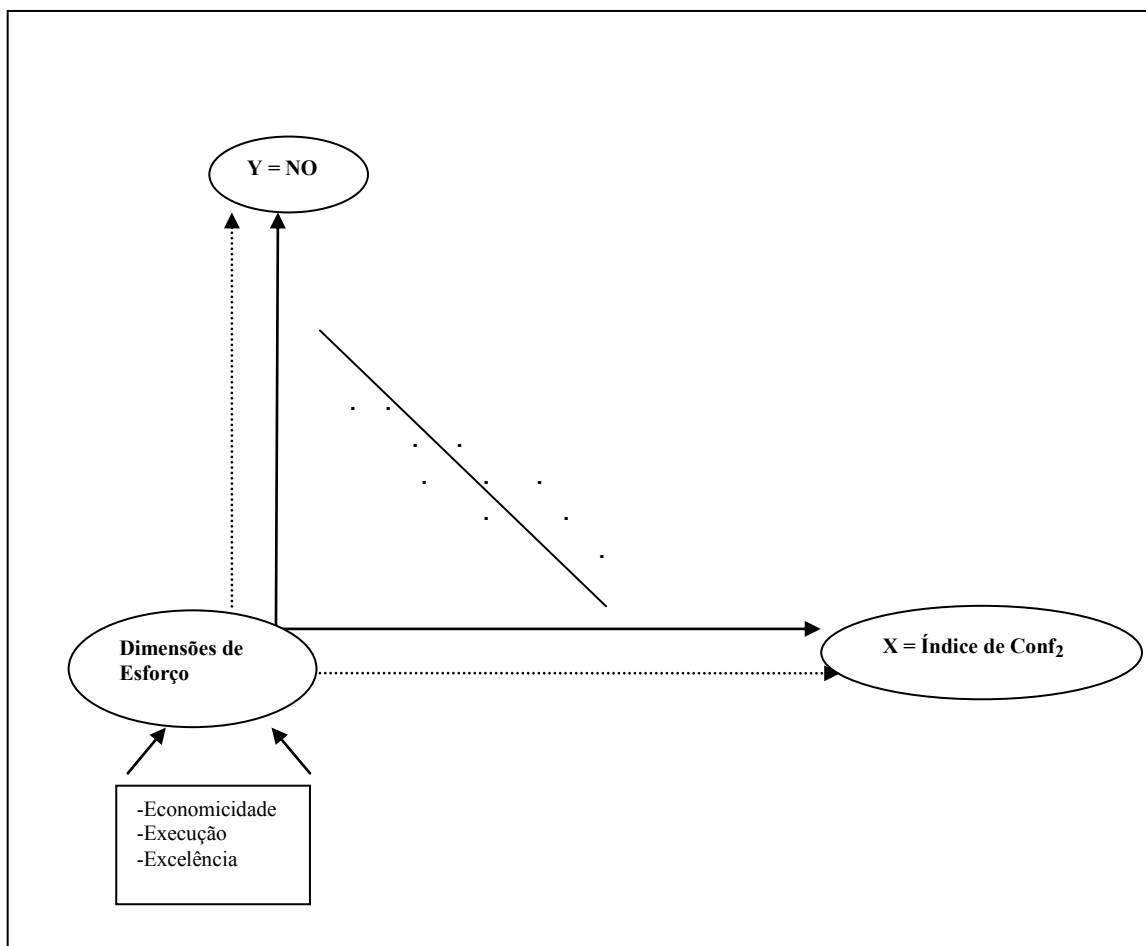 Y = NO
Dimensões de
Esforço
X = Índice de Conf₂
-Economicidade
-Execução
-Excelência